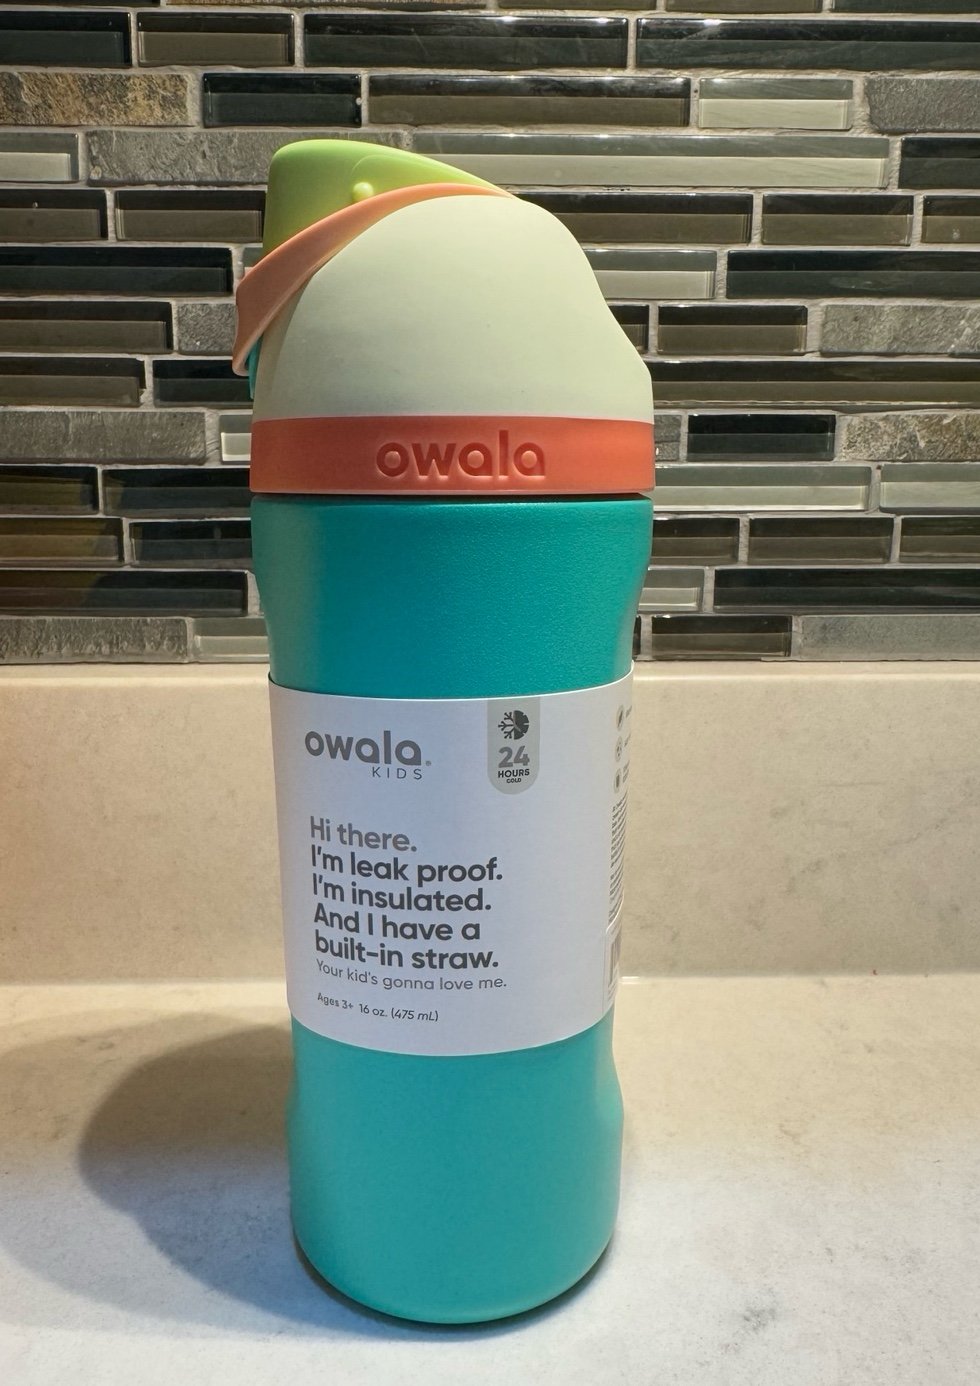 owala
owala®
KIDS
24
HOURS
COLD
Hi there.
I'm leak proof.
I'm insulated.
And I have a
built-in straw.
Your kid's gonna love me.
Ages 3+ 16 oz. (475 mL)